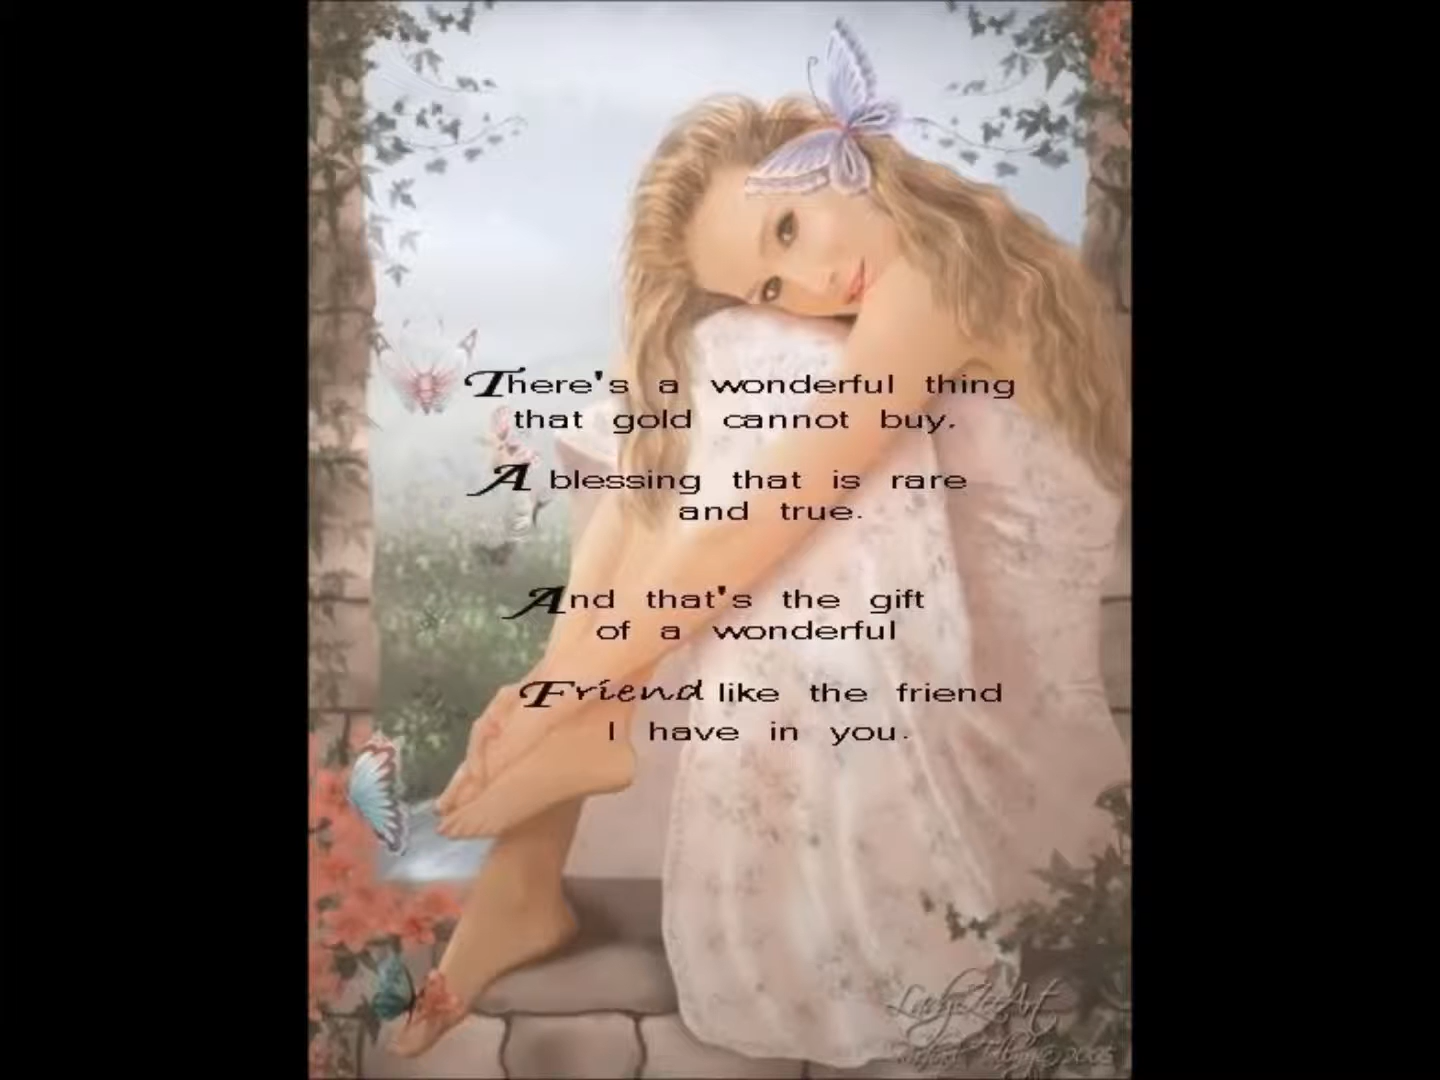 There's a wonderful thing
that gold cannot buy.
A blessing that is rare
and true.
And that's the gift
of a wonderful
Friend like the friend
I have in you.
LadyZeeArt